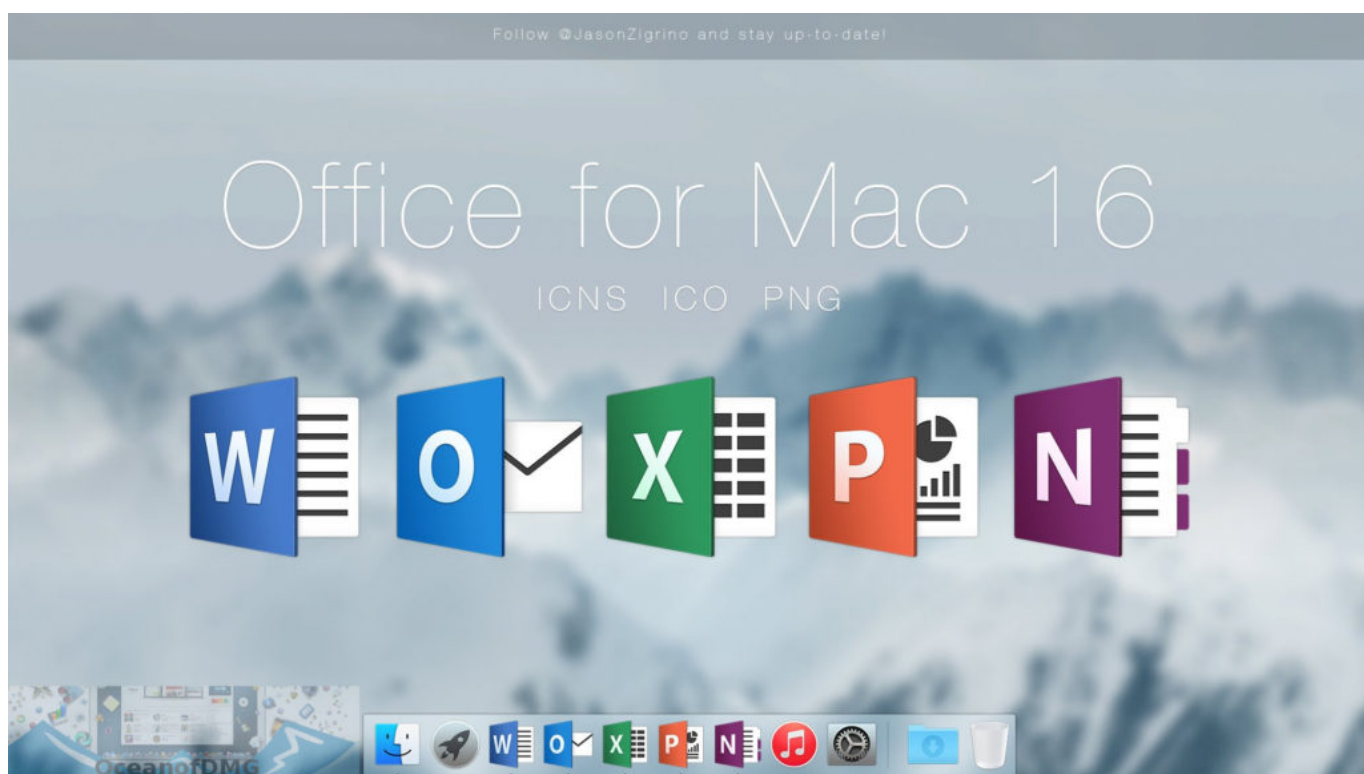 Follow @JasonZigrino and stay up-to-date!
Office for Mac 16
ICNS ICO PNG
W O X P N
W O X P N
OceanofDMG